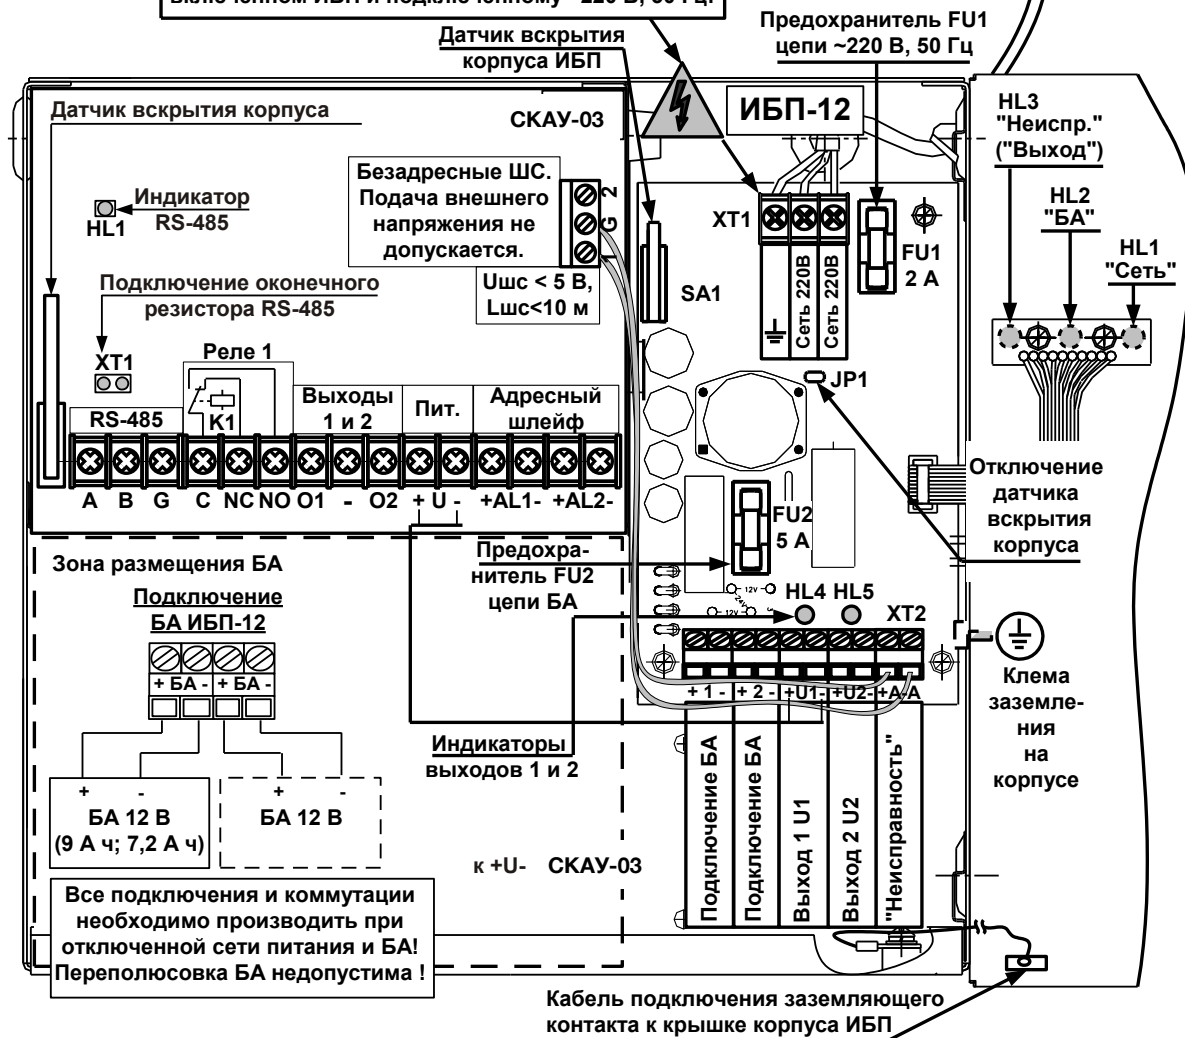 Датчик вскрытия
корпуса ИБП
Предохранитель FU1
цепи ~220 В, 50 Гц
Датчик вскрытия корпуса
СКАУ-03
ИБП-12
HL3
"Неиспр."
("Выход")
HL2
"БА"
HL1
"Сеть"
Безадресные ШС.
Подача внешнего
напряжения не
допускается.
2
G
1
Uшс < 5 В,
Lшс<10 м
Индикатор
RS-485
HL1
Подключение оконечного
резистора RS-485
XT1
XT1
FU1
2 А
SA1
Сеть 220В
Сеть 220В
JP1
Реле 1
K1
RS-485
Выходы
1 и 2
Пит.
Адресный
шлейф
A B G C NC NO O1 - O2 + U - +AL1- +AL2-
Отключение
датчика
вскрытия
корпуса
FU2
5 А
Предохра-
нитель FU2
цепи БА
12V
24V
12V
HL4 HL5
XT2
Зона размещения БА
Подключение
БА ИБП-12
+ БА - + БА -
+ 1 - + 2 - +U1- +U2- +A-A
Клема
заземле-
ния
на
корпусе
Индикаторы
выходов 1 и 2
Подключение БА
Подключение БА
Выход 1 U1
Выход 2 U2
"Неисправность"
+ -
БА 12 В
(9 А ч; 7,2 А ч)
+ -
БА 12 В
к +U- СКАУ-03
Все подключения и коммутации
необходимо производить при
отключенной сети питания и БА!
Переполюсовка БА недопустима !
Кабель подключения заземляющего
контакта к крышке корпуса ИБП